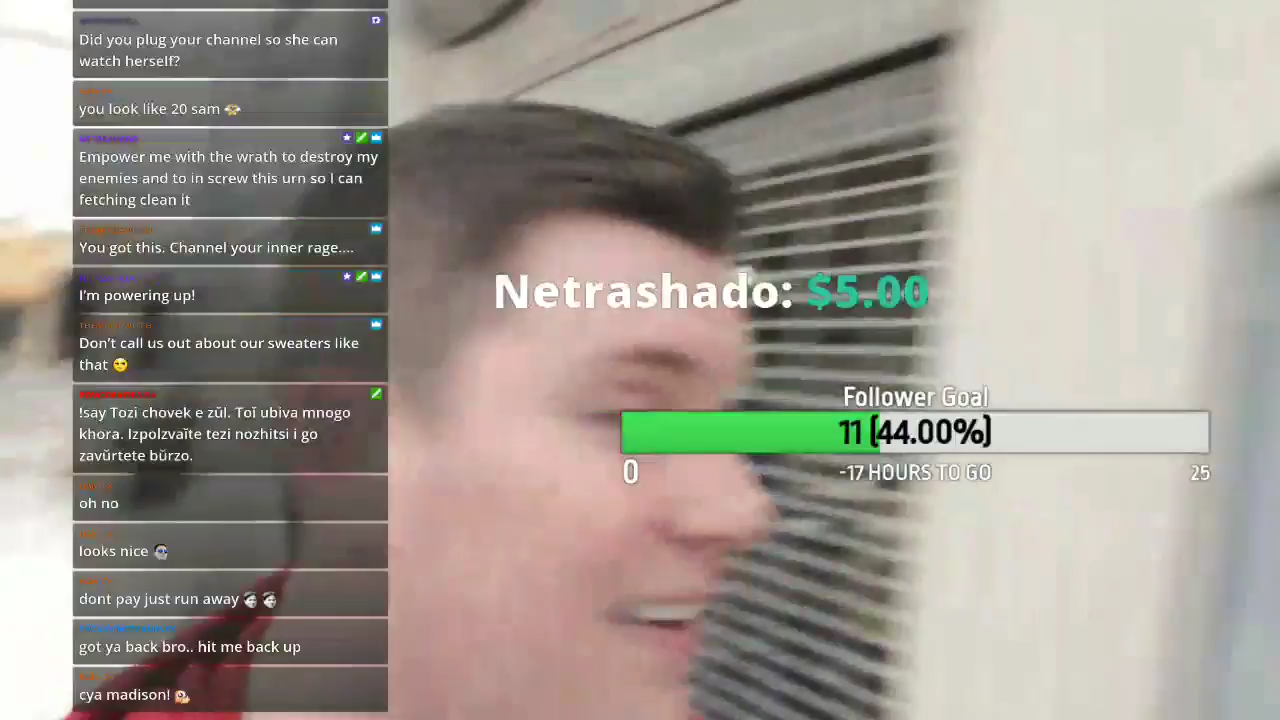 Did you plug your channel so she can
watch herself?
you look like 20 sam
Empower me with the wrath to destroy my
enemies and to in screw this urn so I can
fetching clean it
You got this. Channel your inner rage....
I'm powering up!
Don't call us out about our sweaters like
that
!say Tozi chovek e zŭl. Toĭ ubiva mnogo
khora. Izpolzvaĭte tezi nozhitsi i go
zavŭrtete bŭrzo.
oh no
looks nice
dont pay just run away
got ya back bro.. hit me back up
cya madison!
Netrashado: $5.00
Follower Goal
11 (44.00%)
0 -17 HOURS TO GO 25